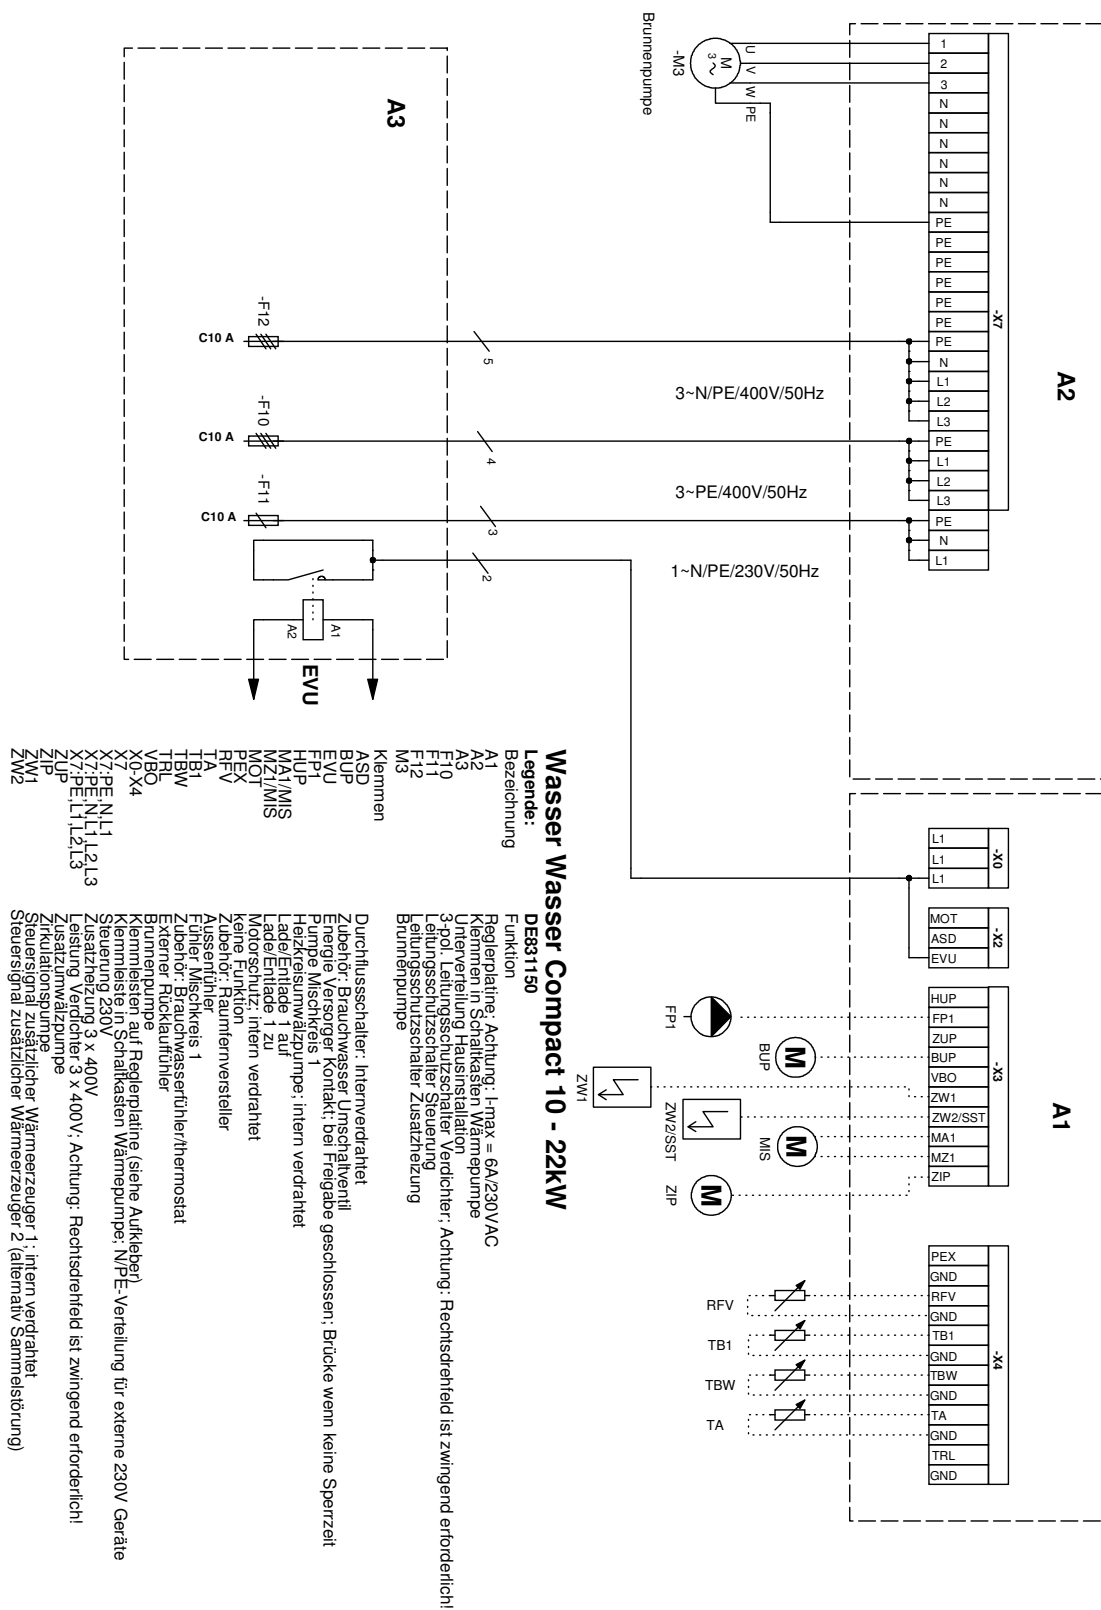 A2
-X7
1
2
3
N
N
N
N
N
N
PE
PE
PE
PE
PE
PE
PE
N
L1
L2
L3
PE
L1
L2
L3
PE
N
L1
U
V
W
PE
M
3 ~
-M3
Brunnenpumpe
3~N/PE/400V/50Hz
3~PE/400V/50Hz
1~N/PE/230V/50Hz
5
4
3
2
A3
-F12
C10 A
-F10
C10 A
-F11
C10 A
A1
A2
EVU
A1
-X0
L1
L1
L1
-X2
MOT
ASD
EVU
-X3
HUP
FP1
ZUP
BUP
VBO
ZW1
ZW2/SST
MA1
MZ1
ZIP
-X4
PEX
GND
RFV
GND
TB1
GND
TBW
GND
TA
GND
TRL
GND
FP1
M
BUP
ZW1
ZW2/SST
M
MIS
M
ZIP
RFV
TB1
TBW
TA
Wasser Wasser Compact 10 - 22kW
Legende: DE831150
Bezeichnung Funktion
A1 Reglerplatine; Achtung: I-max = 6A/230VAC
A2 Klemmen in Schaltkasten Wärmepumpe
A3 Unterverteilung Hausinstallation
F10 3-pol. Leitungsschutzschalter Verdichter; Achtung: Rechtsdrehfeld ist zwingend erforderlich!
F11 Leitungsschutzschalter Steuerung
F12 Leitungsschutzschalter Zusatzheizung
M3 Brunnenpumpe
Klemmen
ASD Durchflussschalter: Internverdrahtet
BUP Zubehör: Brauchwasser Umschaltventil
EVU Energie Versorger Kontakt; bei Freigabe geschlossen; Brücke wenn keine Sperrzeit
FP1 Pumpe Mischkreis 1
HUP Heizkreisumwälzpumpe; intern verdrahtet
MA1/MIS Lade/Entlade 1 auf
MZ1/MIS Lade/Entlade 1 zu
MOT Motorschutz; intern verdrahtet
PEX keine Funktion
RFV Zubehör: Raumfernversteller
TA Aussenfühler
TB1 Fühler Mischkreis 1
TBW Zubehör: Brauchwasserfühler/thermostat
TRL Externer Rücklauffühler
VBO Brunnenpumpe
X0-X4 Klemmleisten auf Reglerplatine (siehe Aufkleber)
X7 Klemmleiste in Schaltkasten Wärmepumpe; N/PE-Verteilung für externe 230V Geräte
X7:PE,N,L1 Steuerung 230V
X7:PE,N,L1,L2,L3 Zusatzheizung 3 x 400V
X7:PE,L1,L2,L3 Leistung Verdichter 3 x 400V; Achtung: Rechtsdrehfeld ist zwingend erforderlich!
ZUP Zusatzumwälzpumpe
ZIP Zirkulationspumpe
ZW1 Steuersignal zusätzlicher Wärmeerzeuger 1; intern verdrahtet
ZW2 Steuersignal zusätzlicher Wärmeerzeuger 2 (alternativ Sammelstörung)